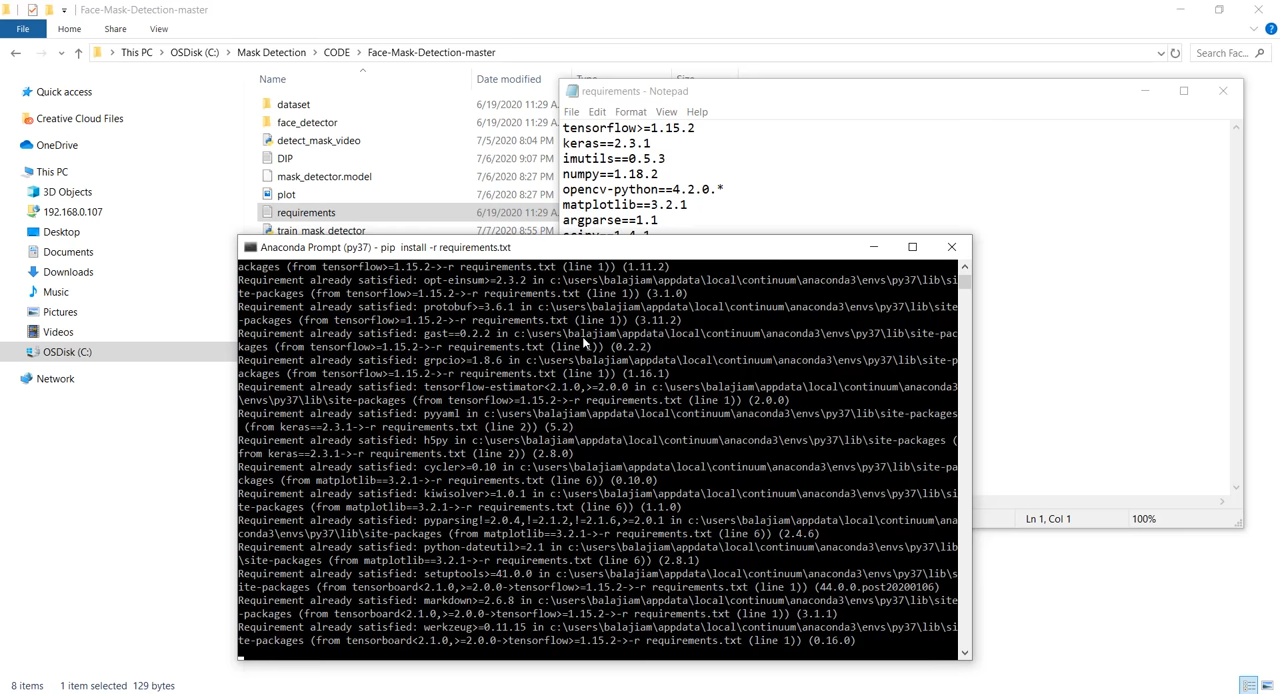 Face-Mask-Detection-master
File Home Share View
This PC OSDisk (C:) Mask Detection CODE Face-Mask-Detection-master
Search Fac...
Quick access
Creative Cloud Files
OneDrive
This PC
3D Objects
192.168.0.107
Desktop
Documents
Downloads
Music
Pictures
Videos
OSDisk (C:)
Network
Name Date modified
dataset 6/19/2020 11:29 A
face_detector 6/19/2020 11:29 A
detect_mask_video 7/5/2020 8:04 PM
DIP 7/6/2020 9:07 PM
mask_detector.model 7/6/2020 8:27 PM
plot 7/6/2020 8:27 PM
requirements 6/19/2020 11:29 A
train_mask_detector 7/7/2020 8:55 PM
requirements - Notepad
File Edit Format View Help
tensorflow>=1.15.2
keras==2.3.1
imutils==0.5.3
numpy==1.18.2
opencv-python==4.2.0.*
matplotlib==3.2.1
argparse==1.1
Ln 1, Col 1 100%
Anaconda Prompt (py37) - pip install -r requirements.txt
ackages (from tensorflow>=1.15.2->-r requirements.txt (line 1)) (1.11.2)
Requirement already satisfied: opt-einsum>=2.3.2 in c:\users\balajiam\appdata\local\continuum\anaconda3\envs\py37\lib\si
te-packages (from tensorflow>=1.15.2->-r requirements.txt (line 1)) (3.1.0)
Requirement already satisfied: protobuf>=3.6.1 in c:\users\balajiam\appdata\local\continuum\anaconda3\envs\py37\lib\site
-packages (from tensorflow>=1.15.2->-r requirements.txt (line 1)) (3.11.2)
Requirement already satisfied: gast==0.2.2 in c:\users\balajiam\appdata\local\continuum\anaconda3\envs\py37\lib\site-pac
kages (from tensorflow>=1.15.2->-r requirements.txt (line 1)) (0.2.2)
Requirement already satisfied: grpcio>=1.8.6 in c:\users\balajiam\appdata\local\continuum\anaconda3\envs\py37\lib\site-p
ackages (from tensorflow>=1.15.2->-r requirements.txt (line 1)) (1.16.1)
Requirement already satisfied: tensorflow-estimator<2.1.0,>=2.0.0 in c:\users\balajiam\appdata\local\continuum\anaconda3
\envs\py37\lib\site-packages (from tensorflow>=1.15.2->-r requirements.txt (line 1)) (2.0.0)
Requirement already satisfied: pyyaml in c:\users\balajiam\appdata\local\continuum\anaconda3\envs\py37\lib\site-packages
(from keras==2.3.1->-r requirements.txt (line 2)) (5.2)
Requirement already satisfied: h5py in c:\users\balajiam\appdata\local\continuum\anaconda3\envs\py37\lib\site-packages (
from keras==2.3.1->-r requirements.txt (line 2)) (2.8.0)
Requirement already satisfied: cycler>=0.10 in c:\users\balajiam\appdata\local\continuum\anaconda3\envs\py37\lib\site-pa
ckages (from matplotlib==3.2.1->-r requirements.txt (line 6)) (0.10.0)
Requirement already satisfied: kiwisolver>=1.0.1 in c:\users\balajiam\appdata\local\continuum\anaconda3\envs\py37\lib\si
te-packages (from matplotlib==3.2.1->-r requirements.txt (line 6)) (1.1.0)
Requirement already satisfied: pyparsing!=2.0.4,!=2.1.2,!=2.1.6,>=2.0.1 in c:\users\balajiam\appdata\local\continuum\ana
conda3\envs\py37\lib\site-packages (from matplotlib==3.2.1->-r requirements.txt (line 6)) (2.4.6)
Requirement already satisfied: python-dateutil>=2.1 in c:\users\balajiam\appdata\local\continuum\anaconda3\envs\py37\lib
\site-packages (from matplotlib==3.2.1->-r requirements.txt (line 6)) (2.8.1)
Requirement already satisfied: setuptools>=41.0.0 in c:\users\balajiam\appdata\local\continuum\anaconda3\envs\py37\lib\s
ite-packages (from tensorboard<2.1.0,>=2.0.0->tensorflow>=1.15.2->-r requirements.txt (line 1)) (44.0.0.post20200106)
Requirement already satisfied: markdown>=2.6.8 in c:\users\balajiam\appdata\local\continuum\anaconda3\envs\py37\lib\site
-packages (from tensorboard<2.1.0,>=2.0.0->tensorflow>=1.15.2->-r requirements.txt (line 1)) (3.1.1)
Requirement already satisfied: werkzeug>=0.11.15 in c:\users\balajiam\appdata\local\continuum\anaconda3\envs\py37\lib\si
te-packages (from tensorboard<2.1.0,>=2.0.0->tensorflow>=1.15.2->-r requirements.txt (line 1)) (0.16.0)
8 items 1 item selected 129 bytes